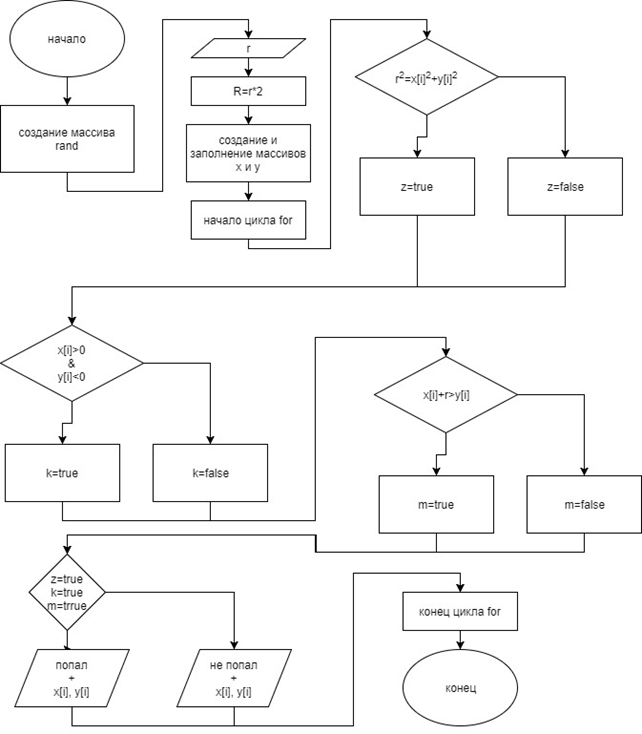 начало
создание массива
rand
r
R=r*2
создание и
заполнение массивов
x и y
начало цикла for
r²=x[i]²+y[i]²
z=true
z=false
x[i]>0
&
y[i]<0
k=true
k=false
x[i]+r>y[i]
m=true
m=false
z=true
k=true
m=trrue
попал
+
x[i], y[i]
не попал
+
x[i], y[i]
конец цикла for
конец